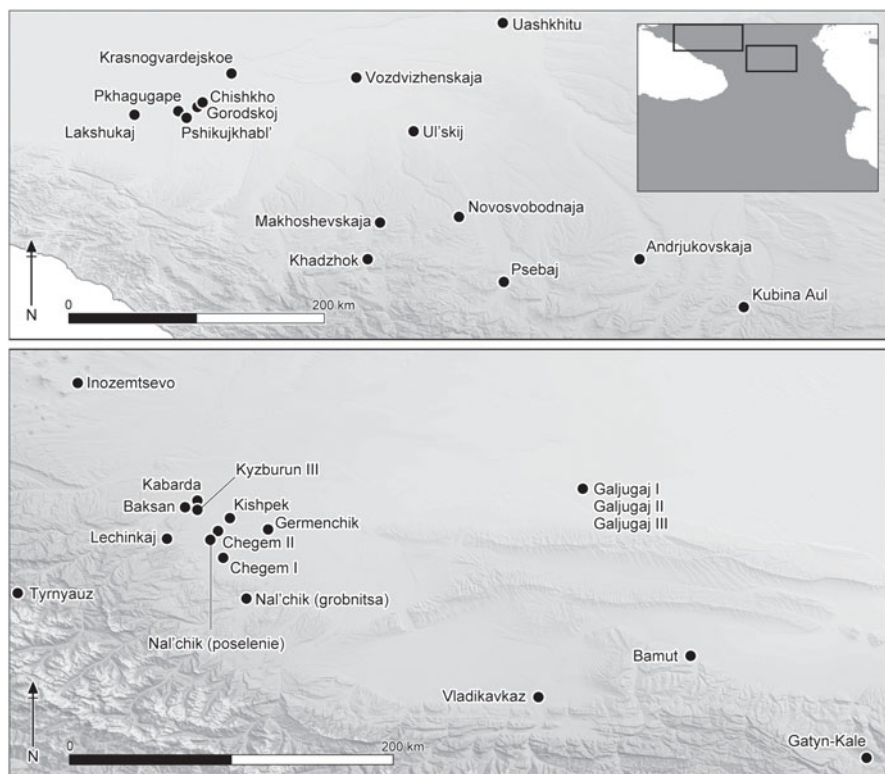 Uashkhitu
Krasnogvardejskoe
Vozdvizhenskaja
Pkhagugape
Chishkho
Gorodskoj
Lakshukaj
Pshikujkhabl'
Ul'skij
Makhoshevskaja
Novosvobodnaja
Khadzhok
Andrjukovskaja
Psebaj
Kubina Aul
0
200 km
N
Inozemtsevo
Kyzburun III
Kabarda
Baksan
Kishpek
Galjugaj I
Galjugaj II
Galjugaj III
Germenchik
Lechinkaj
Chegem II
Chegem I
Tyrnyauz
Nal'chik (grobnitsa)
Nal'chik (poselenie)
Bamut
Vladikavkaz
Gatyn-Kale
0
200 km
N